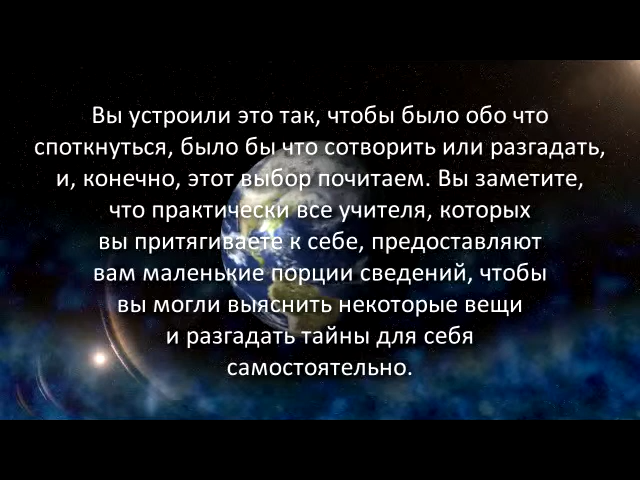 Вы устроили это так, чтобы было обо что
споткнуться, было бы что сотворить или разгадать,
и, конечно, этот выбор почитаем. Вы заметите,
что практически все учителя, которых
вы притягиваете к себе, предоставляют
вам маленькие порции сведений, чтобы
вы могли выяснить некоторые вещи
и разгадать тайны для себя
самостоятельно.